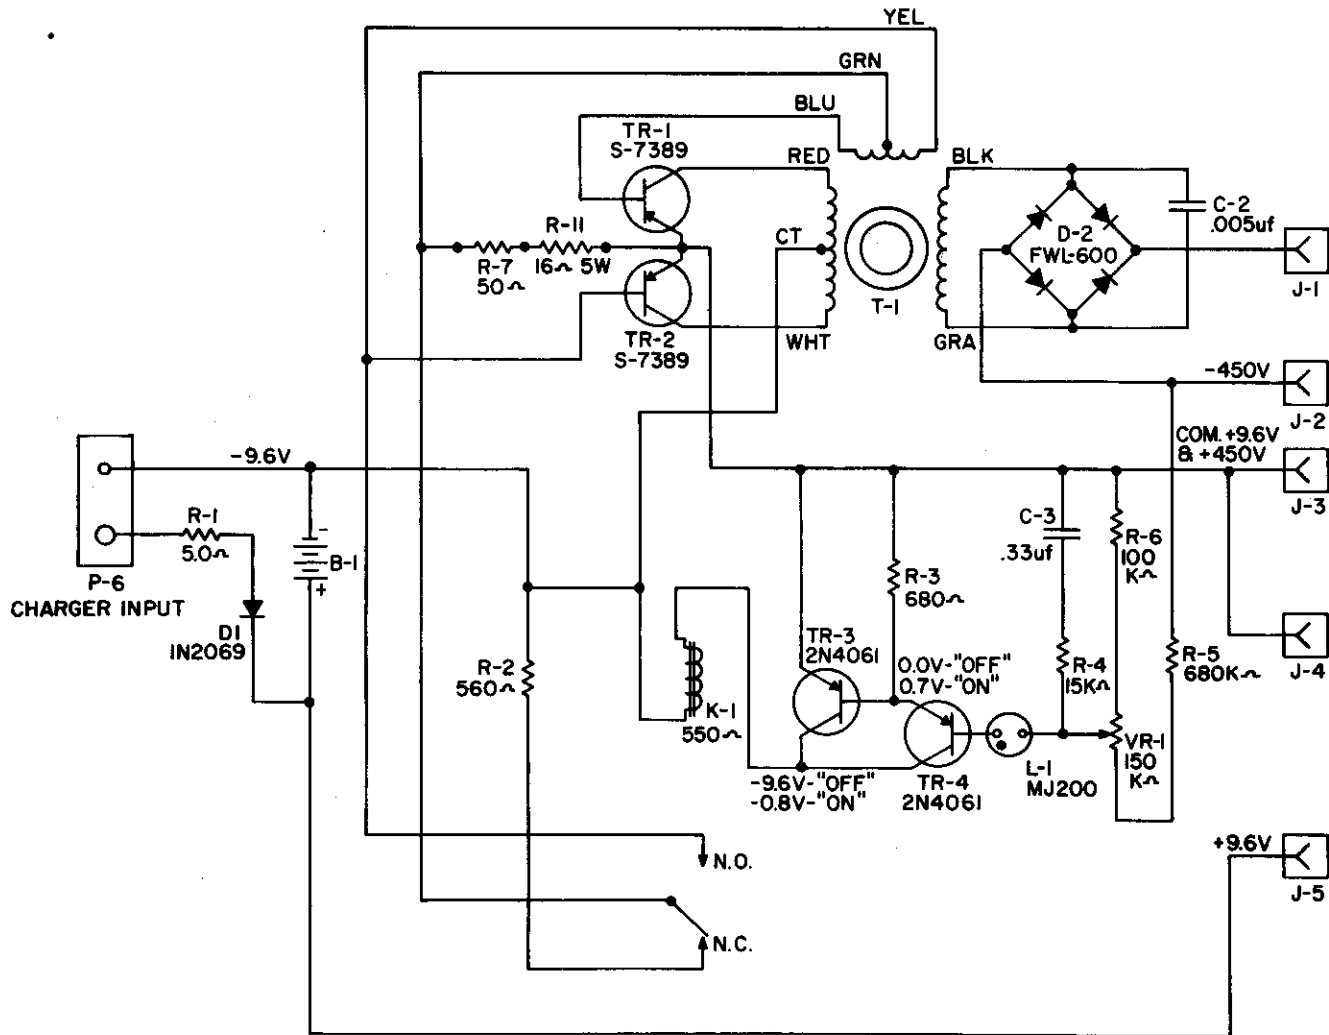 YEL
GRN
BLU
TR-1
S-7389
RED
BLK
R-11
CT
R-7
16Ω 5W
50Ω
D-2
FWL-600
C-2
.005uf
J-1
T-1
TR-2
S-7389
WHT
GRA
-450V
J-2
COM. +9.6V
& +450V
J-3
-9.6V
R-1
5.0Ω
B-1
-
+
P-6
CHARGER INPUT
D1
IN2069
C-3
.33uf
R-6
100
KΩ
R-3
680Ω
R-2
560Ω
K-1
550Ω
TR-3
2N4061
0.0V-"OFF"
0.7V-"ON"
R-4
15KΩ
R-5
680KΩ
J-4
VR-1
150
KΩ
L-1
MJ200
TR-4
2N4061
-9.6V-"OFF"
-0.8V-"ON"
N.O.
N.C.
+9.6V
J-5